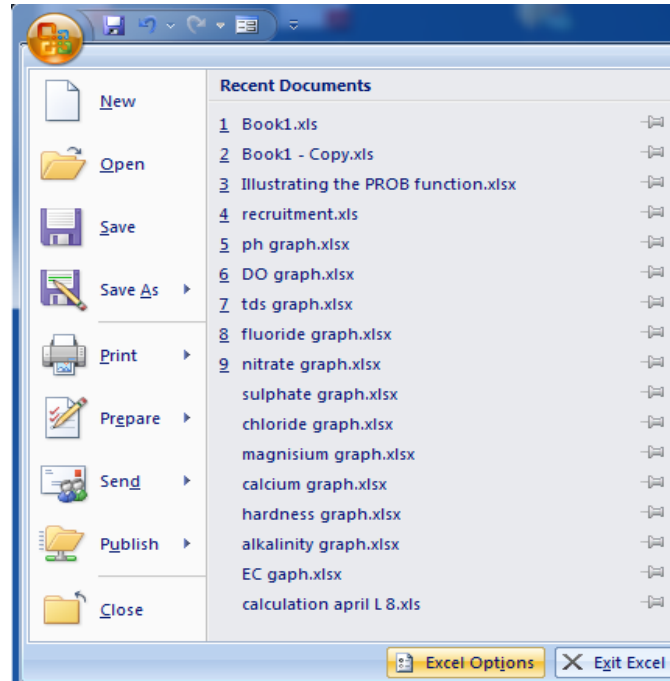 New
Open
Save
Save As
Print
Prepare
Send
Publish
Close
Recent Documents
1 Book1.xls
2 Book1 - Copy.xls
3 Illustrating the PROB function.xlsx
4 recruitment.xls
5 ph graph.xlsx
6 DO graph.xlsx
7 tds graph.xlsx
8 fluoride graph.xlsx
9 nitrate graph.xlsx
sulphate graph.xlsx
chloride graph.xlsx
magnisium graph.xlsx
calcium graph.xlsx
hardness graph.xlsx
alkalinity graph.xlsx
EC gaph.xlsx
calculation april L 8.xls
Excel Options
Exit Excel